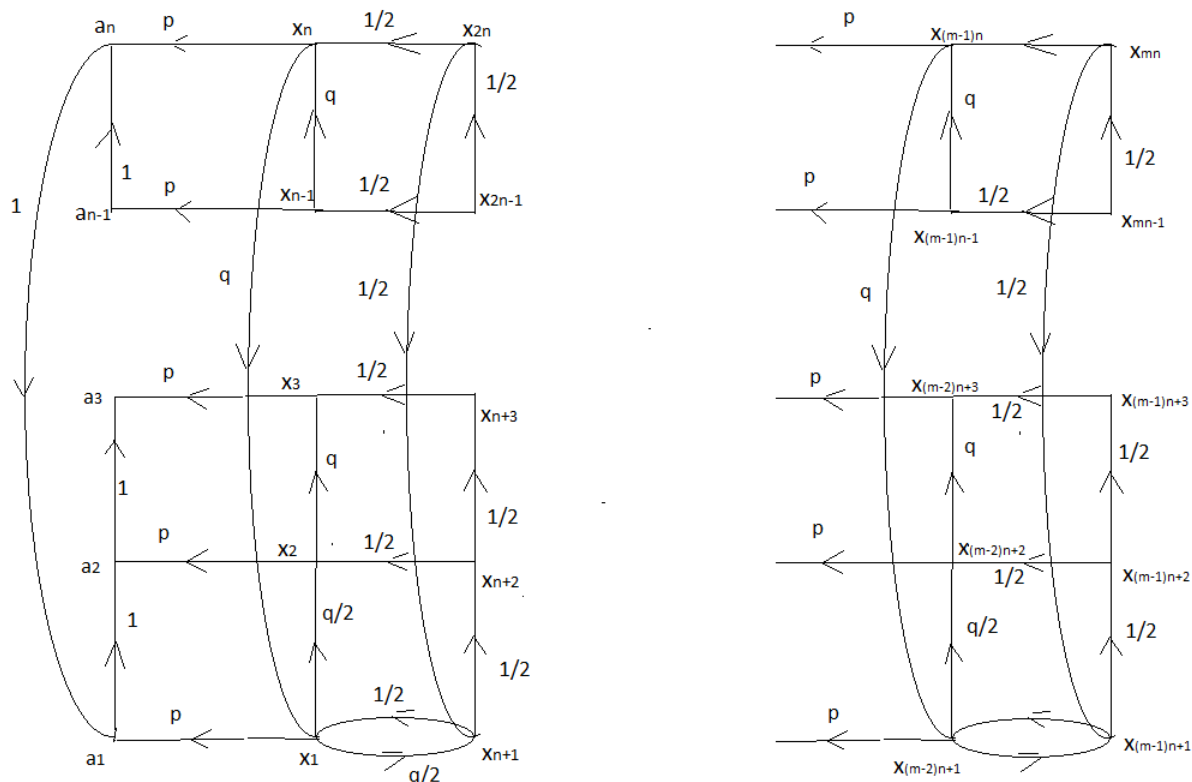 an p xn 1/2 x2n p x(m-1)n xmn
1/2
q q
1 p xn-1 1/2 x2n-1 p 1/2 1/2
1 an-1 x(m-1)n-1 xmn-1
q 1/2 q 1/2
a3 p x3 1/2 xn+3 p x(m-2)n+3 1/2 x(m-1)n+3
q q 1/2
1 1/2
a2 p x2 1/2 xn+2 p x(m-2)n+2 1/2 x(m-1)n+2
1 q/2 q/2 1/2
1/2
p 1/2 p
a1 x1 xn+1 x(m-2)n+1 x(m-1)n+1
q/2